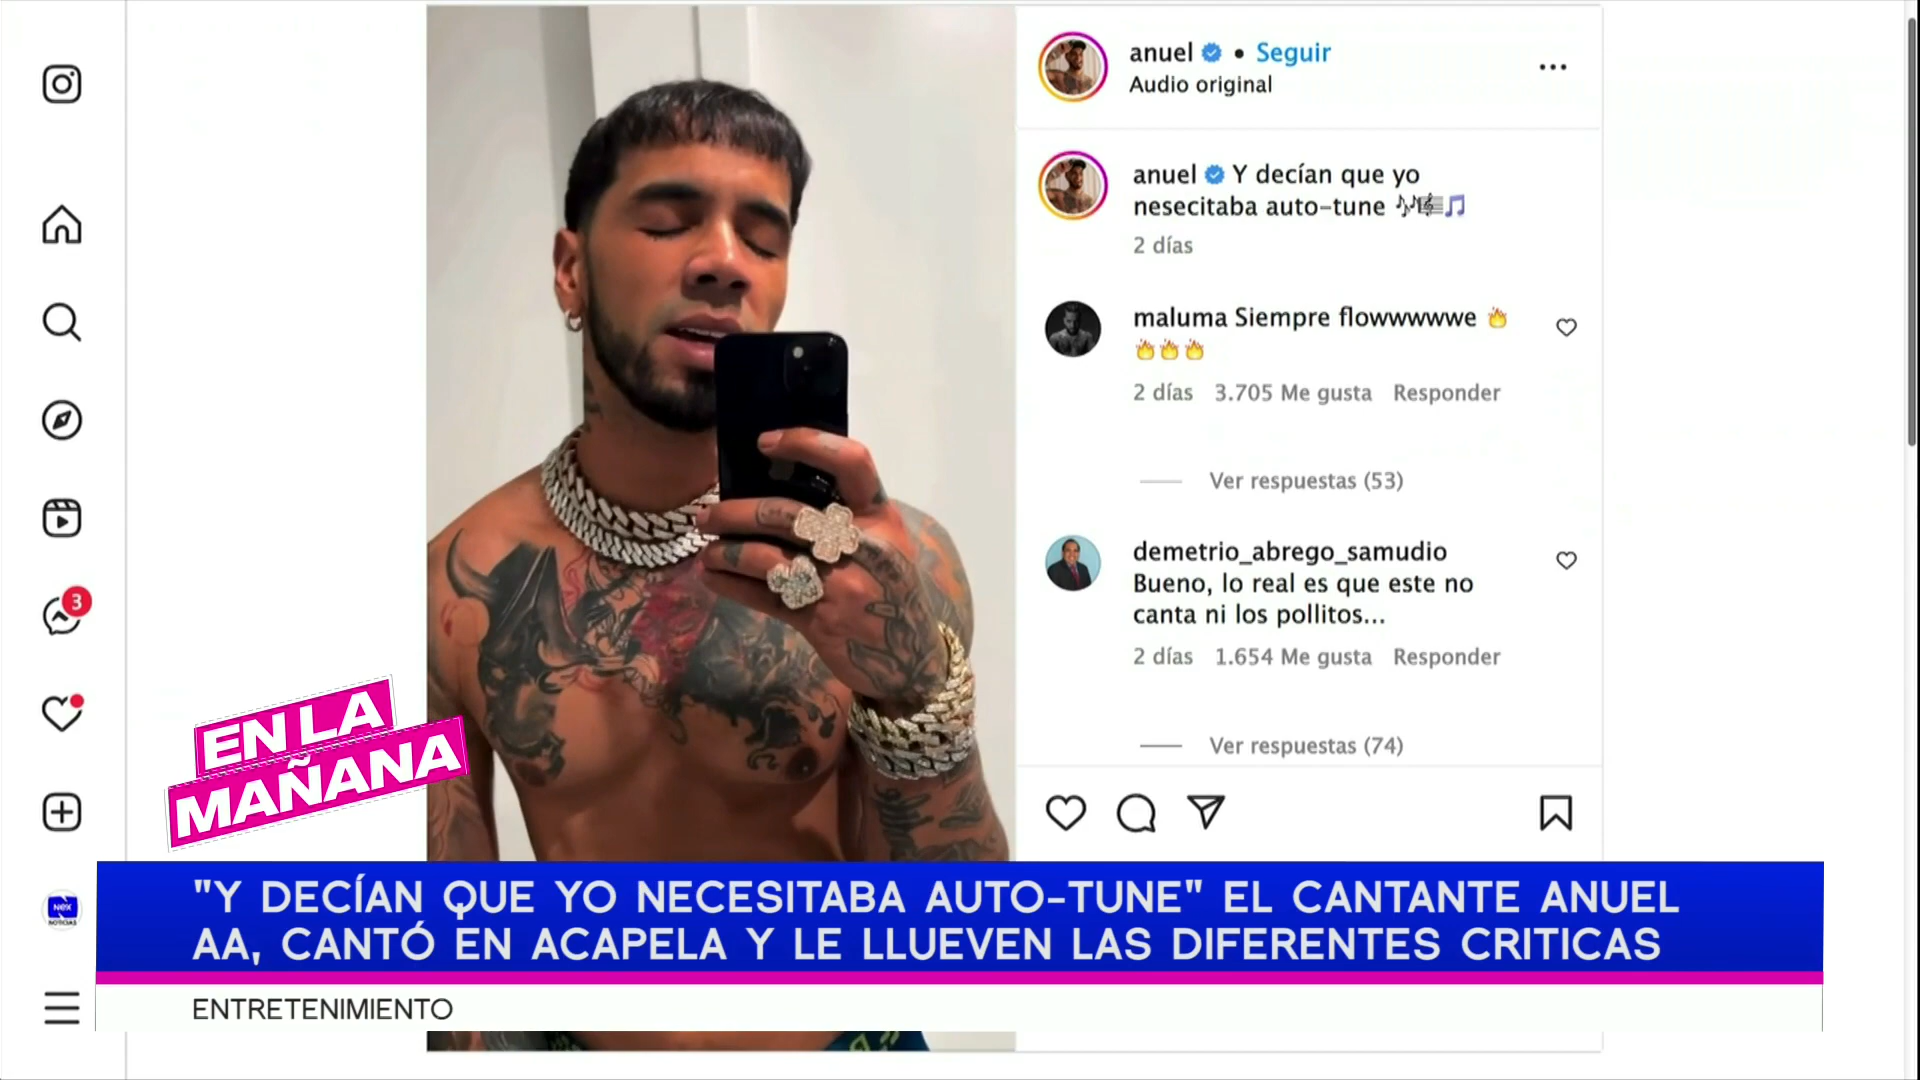 anuel • Seguir
Audio original
anuel Y decían que yo
nesecitaba auto-tune
2 días
maluma Siempre flowwwwwe
2 días 3.705 Me gusta Responder
Ver respuestas (53)
demetrio_abrego_samudio
Bueno, lo real es que este no
canta ni los pollitos...
2 días 1.654 Me gusta Responder
Ver respuestas (74)
3
EN LA
MAÑANA
nex
NOTICIAS
"Y DECÍAN QUE YO NECESITABA AUTO-TUNE" EL CANTANTE ANUEL
AA, CANTÓ EN ACAPELA Y LE LLUEVEN LAS DIFERENTES CRITICAS
ENTRETENIMIENTO